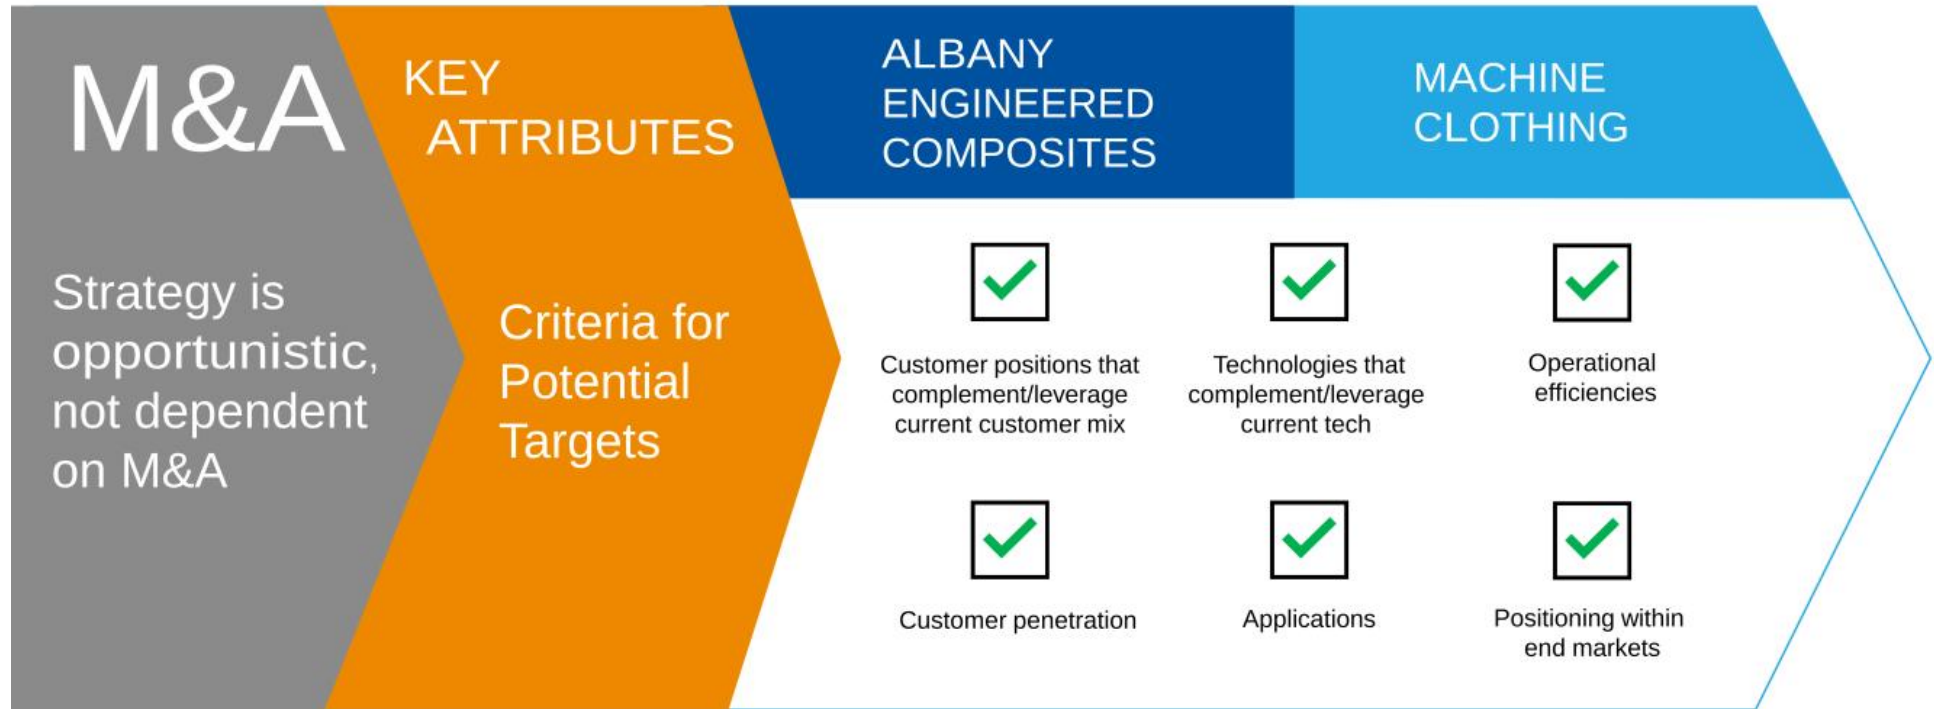 M&A
Strategy is
opportunistic,
not dependent
on M&A
KEY
ATTRIBUTES
Criteria for
Potential
Targets
ALBANY
ENGINEERED
COMPOSITES
MACHINE
CLOTHING
Customer positions that
complement/leverage
current customer mix
Technologies that
complement/leverage
current tech
Operational
efficiencies
Customer penetration
Applications
Positioning within
end markets